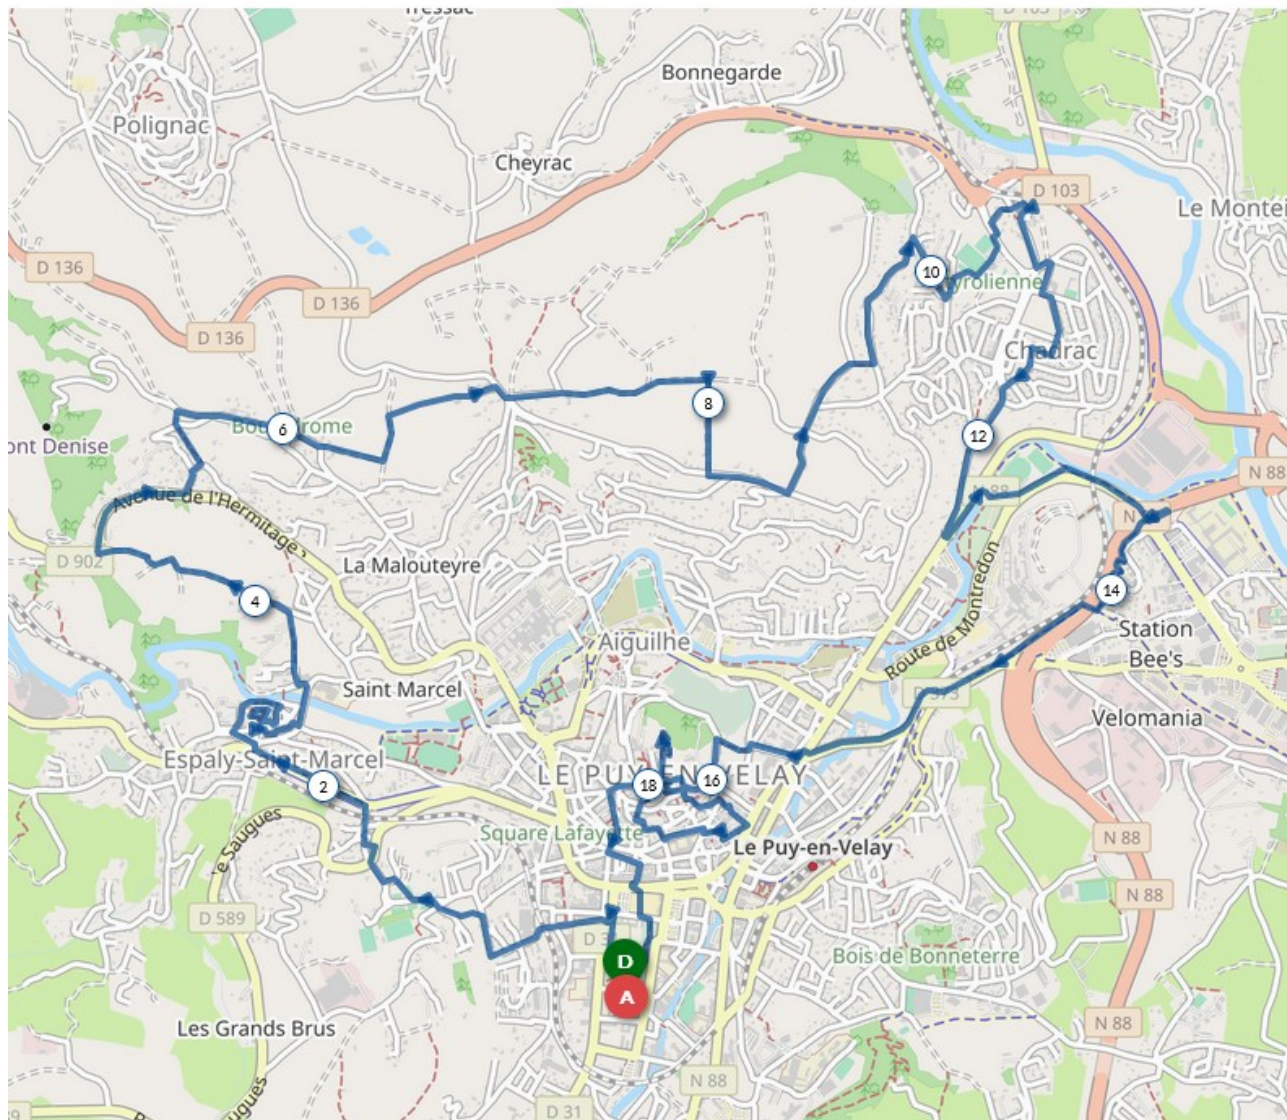 Tressac
D 103
Bonnegarde
Polignac
Cheyrac
D 103
Le Montei
D 136
D 136
D 136
10
yrolienne
Chadrac
8
6
ont Denise
12
N 88
N 88
Avenue de l'Hermitage
D 902
La Malouteyre
4
14
Route de Montredon
Station
Bee's
Aiguilhe
Saint Marcel
Velomania
Espaly-Saint-Marcel
LE PUY-EN-VELAY
2
18
16
Square Lafayette
Le Puy-en-Velay
N 88
N 88
D 589
D
A
Bois de Bonneterre
Les Grands Brus
N 88
N 88
D 31